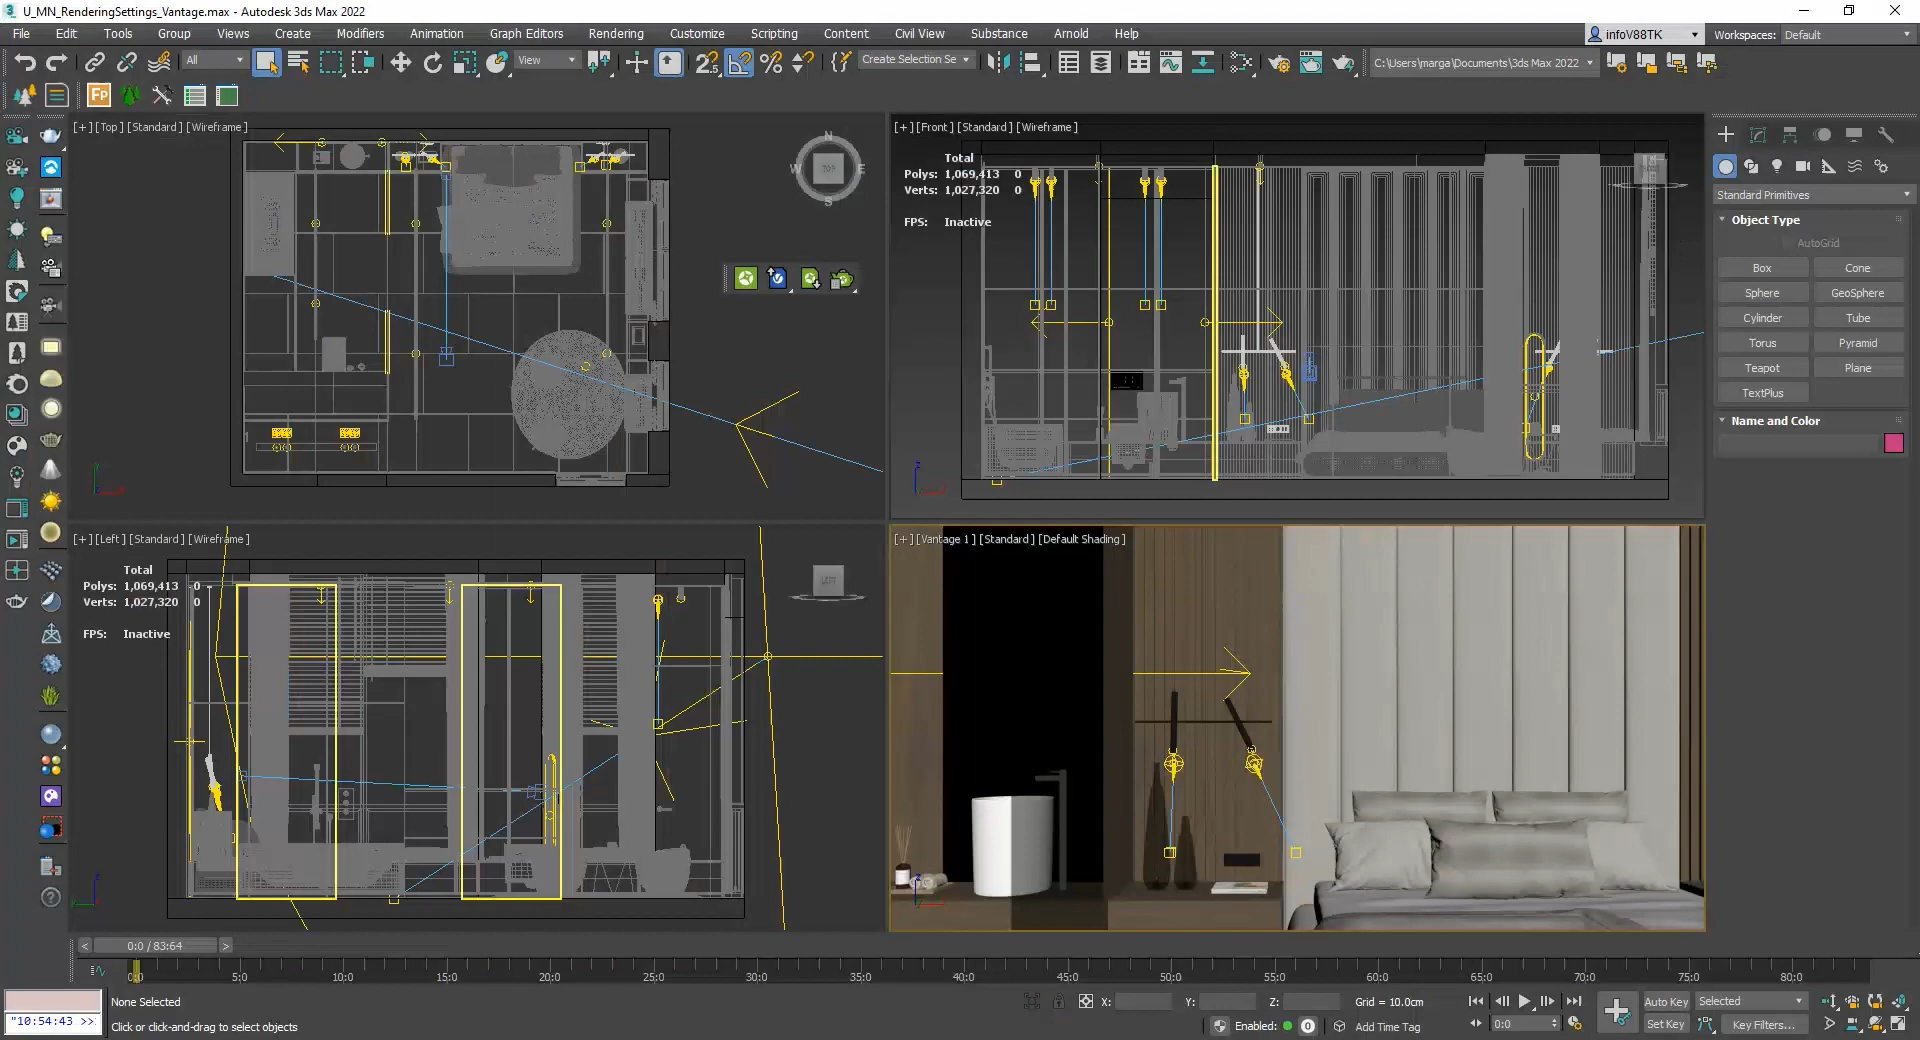 U_MN_RenderingSettings_Vantage.max - Autodesk 3ds Max 2022
File Edit Tools Group Views Create Modifiers Animation Graph Editors Rendering Customize Scripting Content Civil View Substance Arnold Help
infoV88TK Workspaces: Default
All View Create Selection Se C:\Users\marga\Documents\3ds Max 2022
Fp
[+] [Top] [Standard] [Wireframe]
N
W TOP E
S
[+] [Front] [Standard] [Wireframe]
Total
Polys: 1,069,413 0
Verts: 1,027,320 0
FPS: Inactive
Standard Primitives
Object Type
AutoGrid
Box Cone
Sphere GeoSphere
Cylinder Tube
Torus Pyramid
Teapot Plane
TextPlus
Name and Color
[+] [Left] [Standard] [Wireframe]
Total
Polys: 1,069,413 0
Verts: 1,027,320 0
FPS: Inactive
LEFT
[+] [Vantage 1] [Standard] [Default Shading]
< 0:0 / 83:64 >
0:0 5:0 10:0 15:0 20:0 25:0 30:0 35:0 40:0 45:0 50:0 55:0 60:0 65:0 70:0 75:0 80:0
None Selected X: Y: Z: Grid = 10.0cm Auto Key Selected
"10:54:43 >>
Click or click-and-drag to select objects Enabled: 0 Add Time Tag 0:0 Set Key Key Filters...